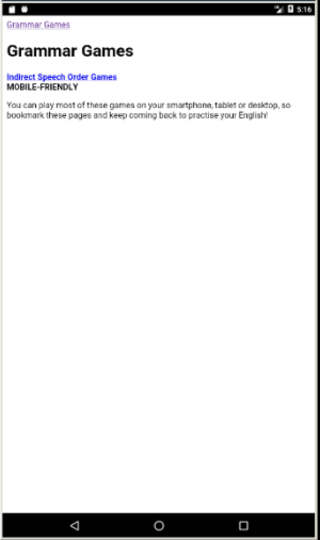 5:16
Grammar Games
Grammar Games
Indirect Speech Order Games
MOBILE-FRIENDLY
You can play most of these games on your smartphone, tablet or desktop, so
bookmark these pages and keep coming back to practise your English!